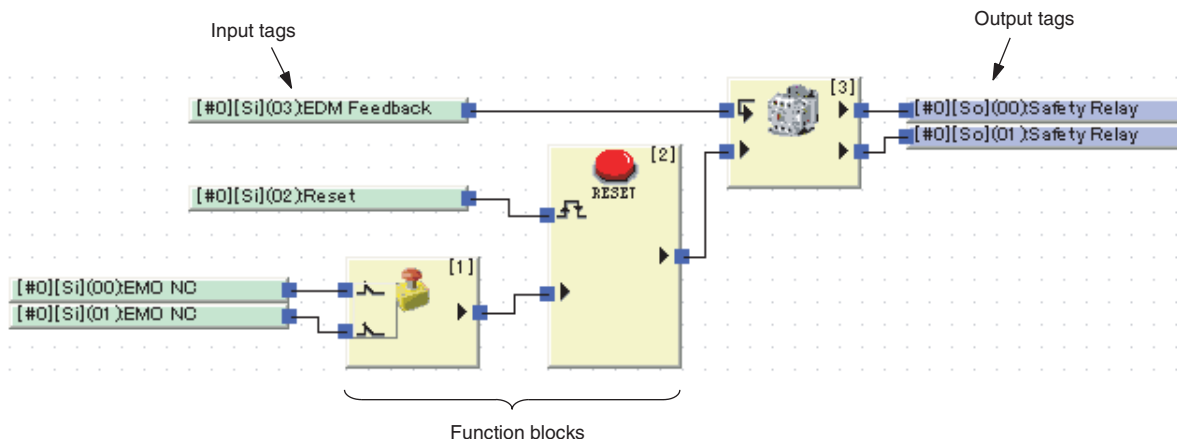 Input tags
Output tags
[3]
[#0][Si](03):EDM Feedback
[#0][So](00):Safety Relay
[#0][So](01):Safety Relay
[2]
RESET
[#0][Si](02):Reset
[1]
[#0][Si](00):EMO NC
[#0][Si](01):EMO NC
Function blocks